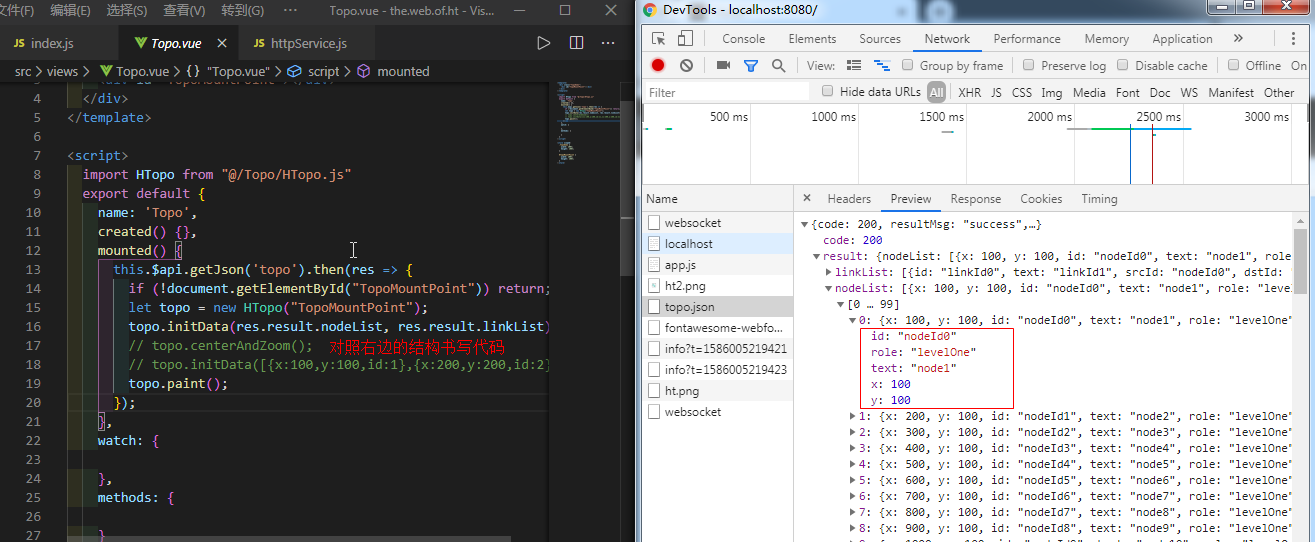 文件(F) 编辑(E) 选择(S) 查看(V) 转到(G) ··· Topo.vue - the.web.of.ht - Vis...
JS index.js Topo.vue × JS httpService.js ···
src > views > Topo.vue > {} "Topo.vue" > script > mounted
4 </div>
5 </template>
6
7 <script>
8 import HTopo from "@/Topo/HTopo.js"
9 export default {
10 name: 'Topo',
11 created() {},
12 mounted() {
13 this.$api.getJson('topo').then(res => {
14 if (!document.getElementById("TopoMountPoint")) return;
15 let topo = new HTopo("TopoMountPoint");
16 topo.initData(res.result.nodeList, res.result.linkList)
17 // topo.centerAndZoom(); 对照右边的结构书写代码
18 // topo.initData([{x:100,y:100,id:1},{x:200,y:200,id:2}
19 topo.paint();
20 });
21 },
22 watch: {
23
24 },
25 methods: {
26
27 }
DevTools - localhost:8080/
Console Elements Sources Network Performance Memory Application »
View: Group by frame Preserve log Disable cache Offline On
Filter Hide data URLs All XHR JS CSS Img Media Font Doc WS Manifest Other
500 ms 1000 ms 1500 ms 2000 ms 2500 ms 3000 ms
Name
websocket
localhost
app.js
ht2.png
topo.json
fontawesome-webfo...
info?t=1586005219421
info?t=1586005219423
ht.png
websocket
× Headers Preview Response Cookies Timing
{code: 200, resultMsg: "success",…}
code: 200
result: {nodeList: [{x: 100, y: 100, id: "nodeId0", text: "node1", role
linkList: [{id: "linkId0", text: "linkId1", srcId: "nodeId0", dstId:
nodeList: [{x: 100, y: 100, id: "nodeId0", text: "node1", role: "leve
[0 … 99]
0: {x: 100, y: 100, id: "nodeId0", text: "node1", role: "levelOne"
id: "nodeId0"
role: "levelOne"
text: "node1"
x: 100
y: 100
1: {x: 200, y: 100, id: "nodeId1", text: "node2", role: "levelOne"
2: {x: 300, y: 100, id: "nodeId2", text: "node3", role: "levelOne"
3: {x: 400, y: 100, id: "nodeId3", text: "node4", role: "levelOne"
4: {x: 500, y: 100, id: "nodeId4", text: "node5", role: "levelOne"
5: {x: 600, y: 100, id: "nodeId5", text: "node6", role: "levelOne"
6: {x: 700, y: 100, id: "nodeId6", text: "node7", role: "levelOne"
7: {x: 800, y: 100, id: "nodeId7", text: "node8", role: "levelOne"
8: {x: 900, y: 100, id: "nodeId8", text: "node9", role: "levelOne"